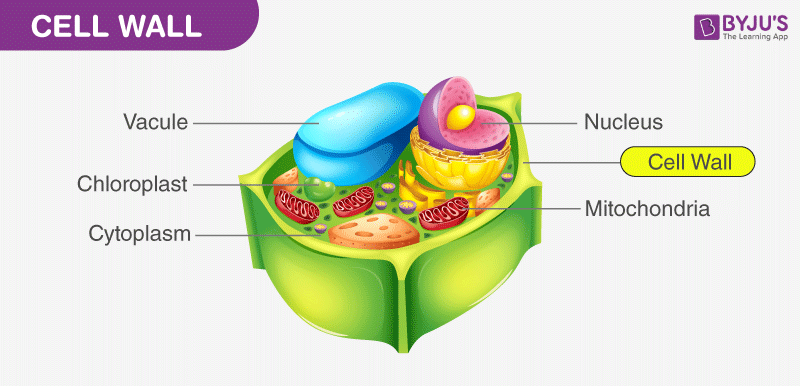 CELL WALL
BYJU'S
The Learning App
Vacule
Nucleus
Cell Wall
Chloroplast
Mitochondria
Cytoplasm